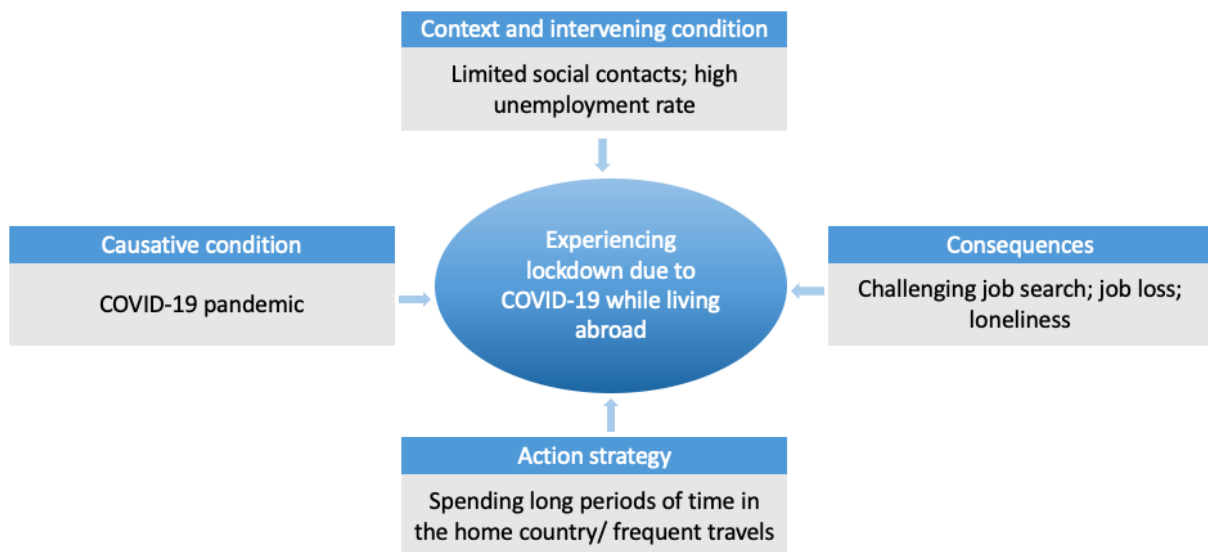 Context and intervening condition
Limited social contacts; high
unemployment rate
Causative condition
COVID-19 pandemic
Experiencing
lockdown due to
COVID-19 while living
abroad
Consequences
Challenging job search; job loss;
loneliness
Action strategy
Spending long periods of time in
the home country/ frequent travels